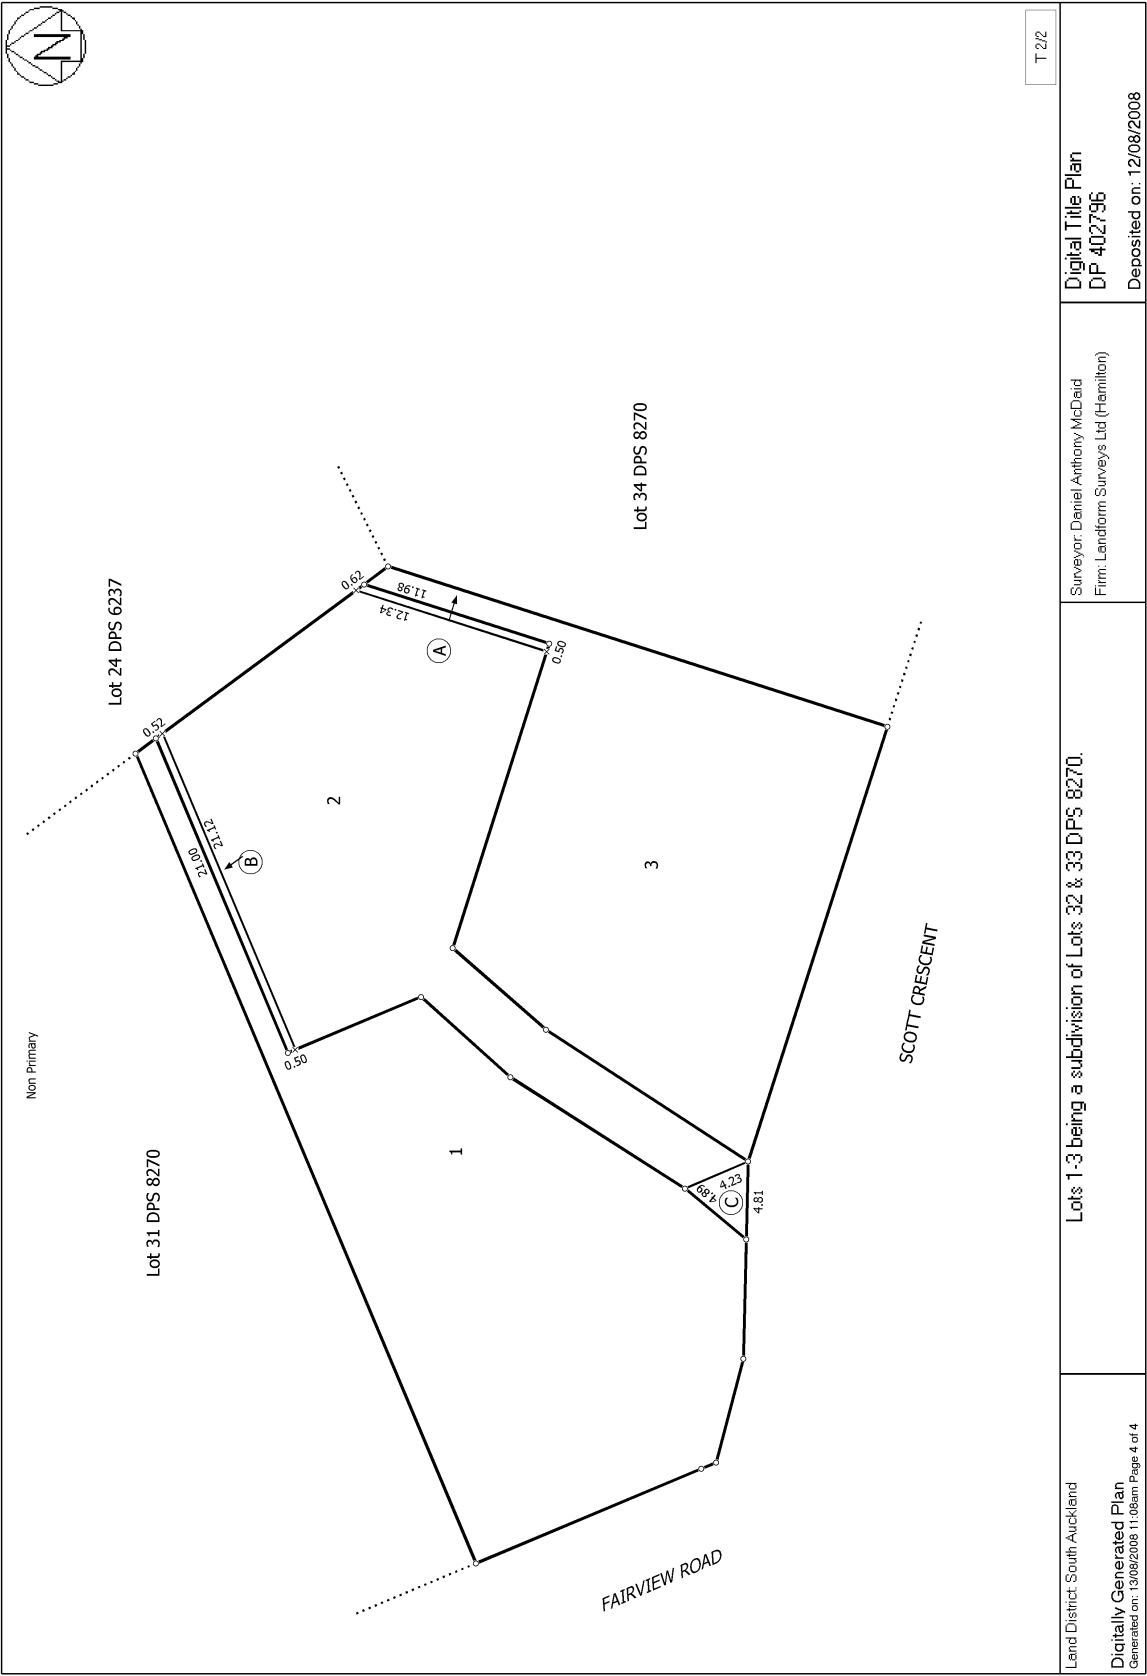 N
T 2/2
Lot 24 DPS 6237
Lot 34 DPS 8270
Lot 31 DPS 8270
Non Primary
0.62
11.98
12.34
A
0.50
0.52
21.12
21.00
B
0.50
2
3
1
4.89
4.23
C
4.81
SCOTT CRESCENT
FAIRVIEW ROAD
Land District: South Auckland
Digitally Generated Plan
Generated on: 13/08/2008 11:08am Page 4 of 4
Lots 1-3 being a subdivision of Lots 32 & 33 DPS 8270.
Surveyor: Daniel Anthony McDaid
Firm: Landform Surveys Ltd (Hamilton)
Digital Title Plan
DP 402796
Deposited on: 12/08/2008